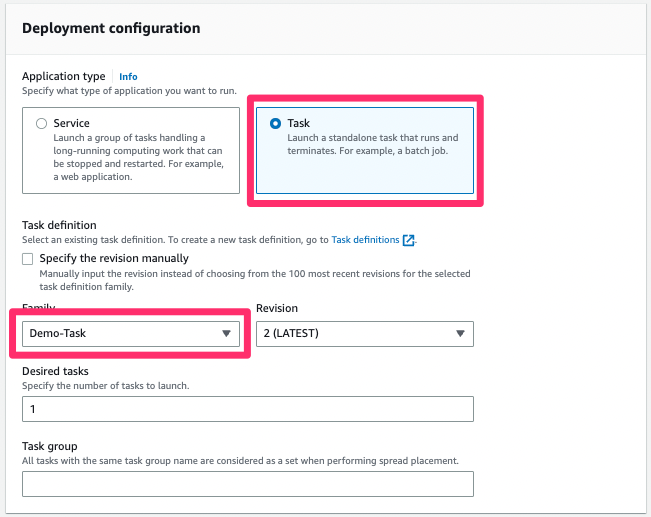 Deployment configuration
Application type Info
Specify what type of application you want to run.
Service
Launch a group of tasks handling a
long-running computing work that can
be stopped and restarted. For example,
a web application.
Task
Launch a standalone task that runs and
terminates. For example, a batch job.
Task definition
Select an existing task definition. To create a new task definition, go to Task definitions.
Specify the revision manually
Manually input the revision instead of choosing from the 100 most recent revisions for the selected
task definition family.
Family Revision
Demo-Task 2 (LATEST)
Desired tasks
Specify the number of tasks to launch.
1
Task group
All tasks with the same task group name are considered as a set when performing spread placement.